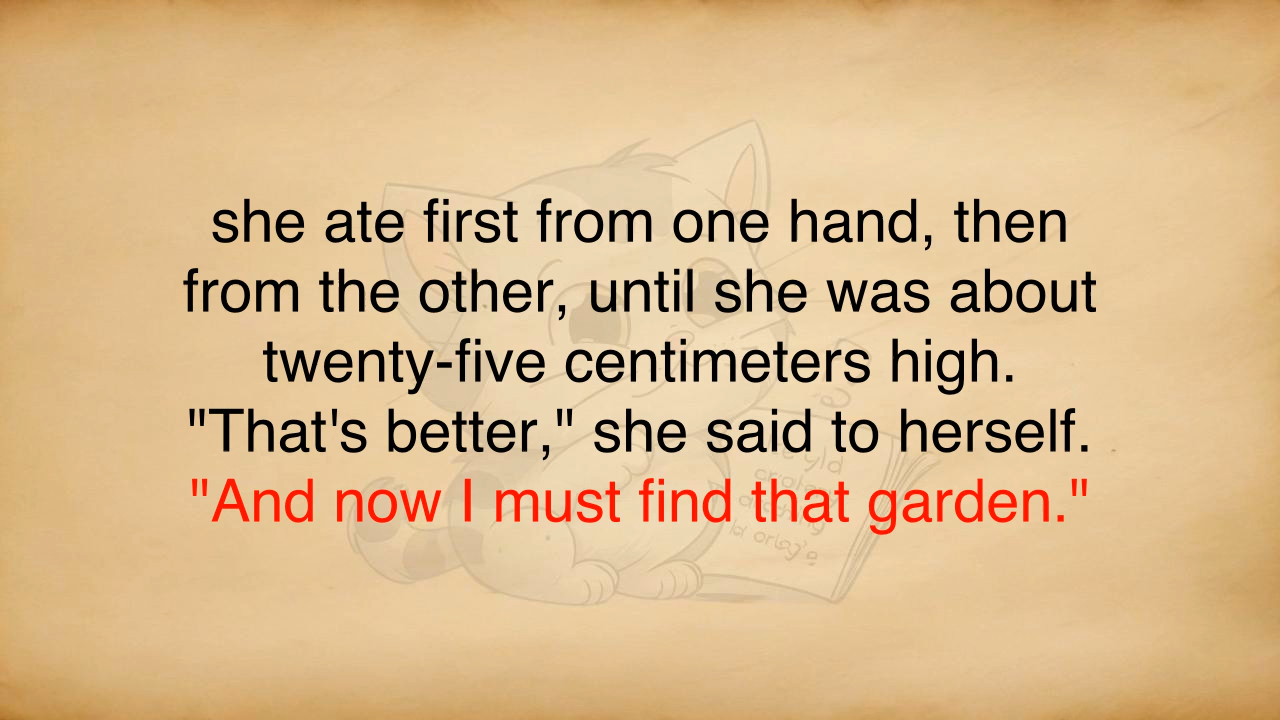 she ate first from one hand, then
from the other, until she was about
twenty-five centimeters high.
"That's better," she said to herself.
"And now I must find that garden."